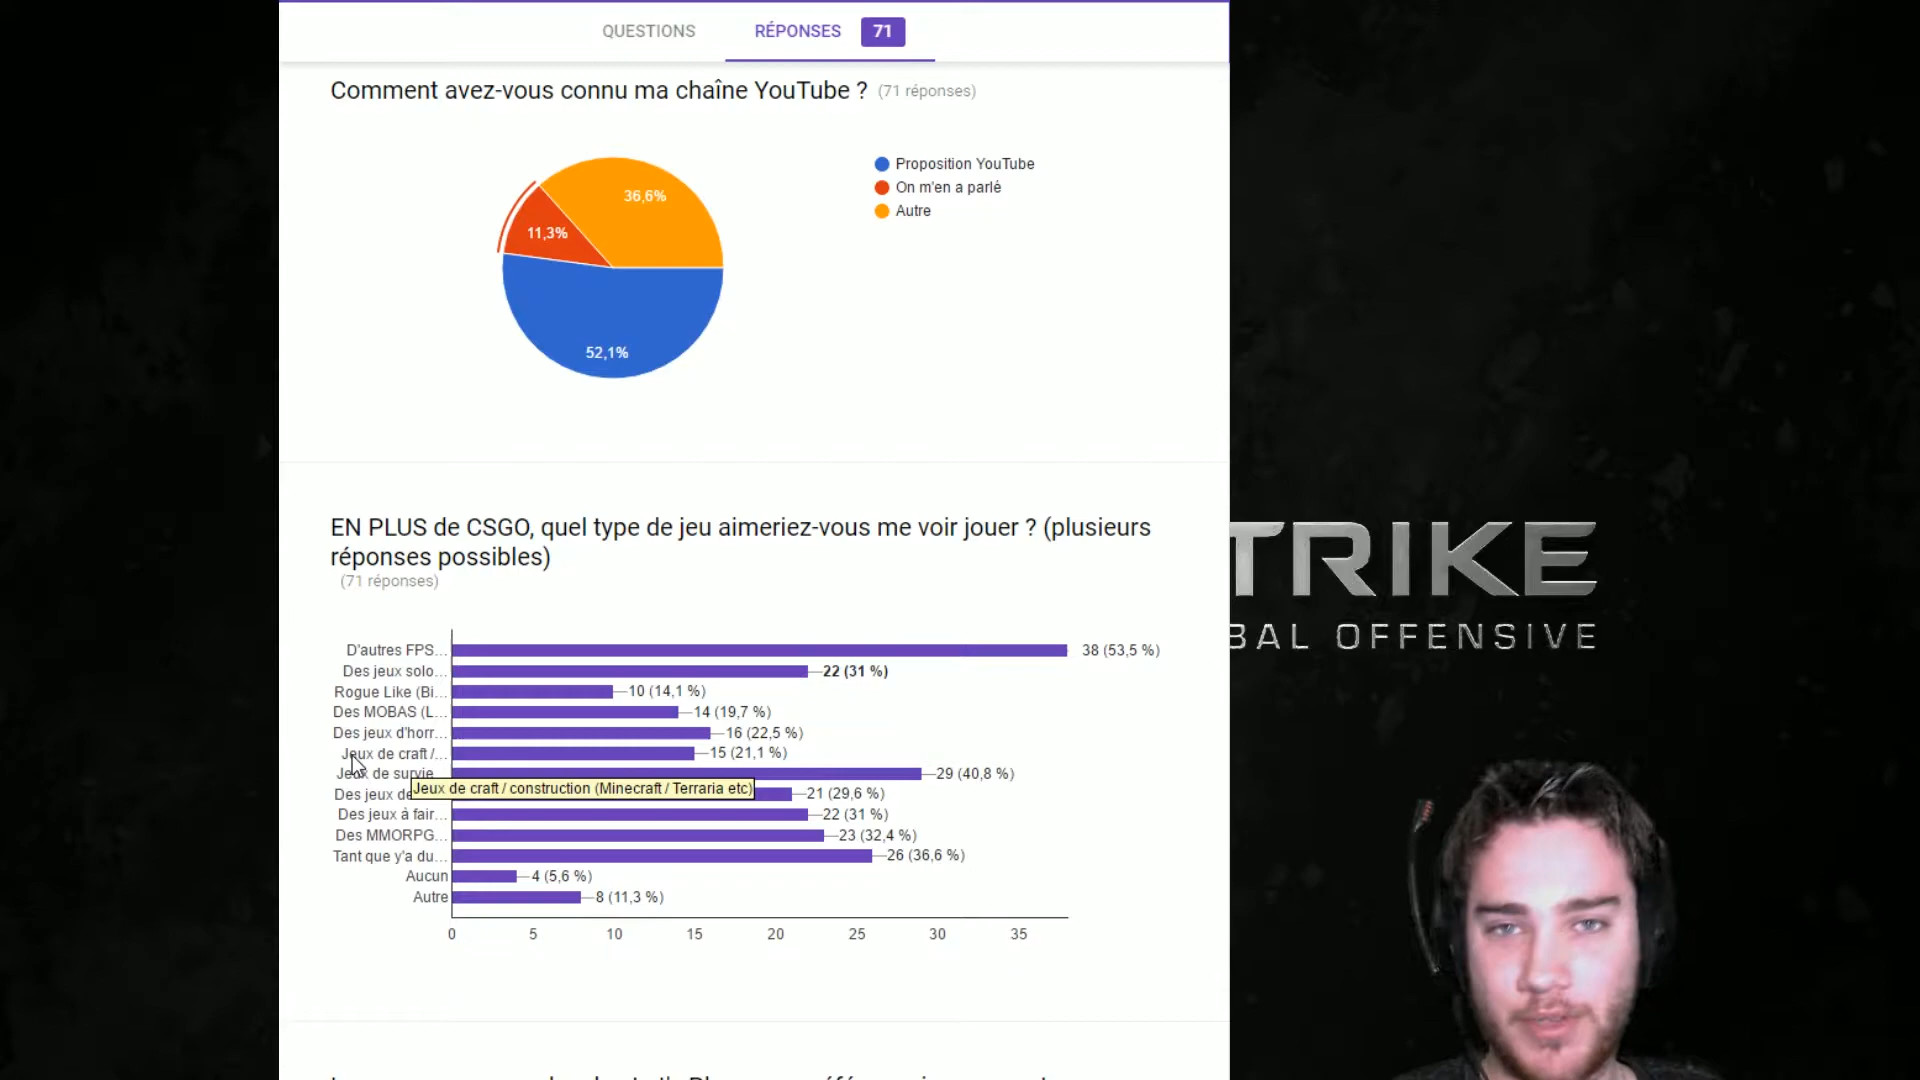 QUESTIONS
RÉPONSES
71
Comment avez-vous connu ma chaîne YouTube ? (71 réponses)
Proposition YouTube
On m'en a parlé
Autre
36,6%
11,3%
52,1%
EN PLUS de CSGO, quel type de jeu aimeriez-vous me voir jouer ? (plusieurs
réponses possibles)
(71 réponses)
TRIKE
BAL OFFENSIVE
D'autres FPS... 38 (53,5 %)
Des jeux solo... 22 (31 %)
Rogue Like (Bi... 10 (14,1 %)
Des MOBAS (L... 14 (19,7 %)
Des jeux d'horr... 16 (22,5 %)
Jeux de craft /... 15 (21,1 %)
Jeux de survie... 29 (40,8 %)
Jeux de craft / construction (Minecraft / Terraria etc)
Des jeux de 21 (29,6 %)
Des jeux à fair... 22 (31 %)
Des MMORPG... 23 (32,4 %)
Tant que y'a du... 26 (36,6 %)
Aucun 4 (5,6 %)
Autre 8 (11,3 %)
0 5 10 15 20 25 30 35